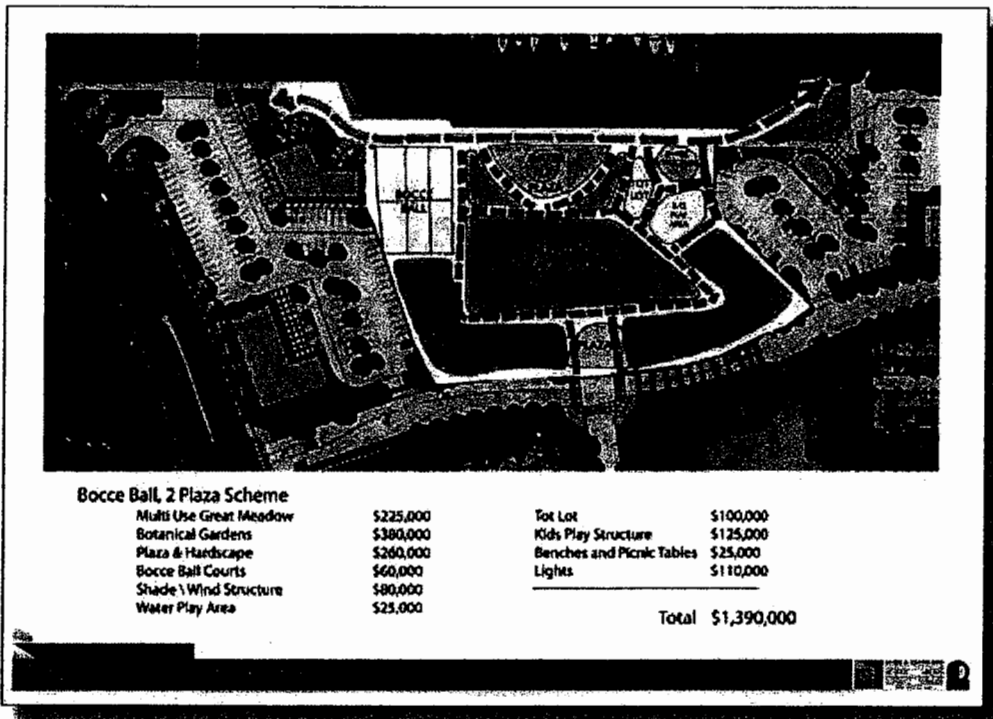 BOCCE
BALL
TOT
LOT
Bocce Ball, 2 Plaza Scheme
Multi Use Great Meadow $225,000
Botanical Gardens $380,000
Plaza & Hardscape $260,000
Bocce Ball Courts $60,000
Shade \ Wind Structure $80,000
Water Play Area $25,000
Tot Lot $100,000
Kids Play Structure $125,000
Benches and Picnic Tables $25,000
Lights $110,000
Total $1,390,000